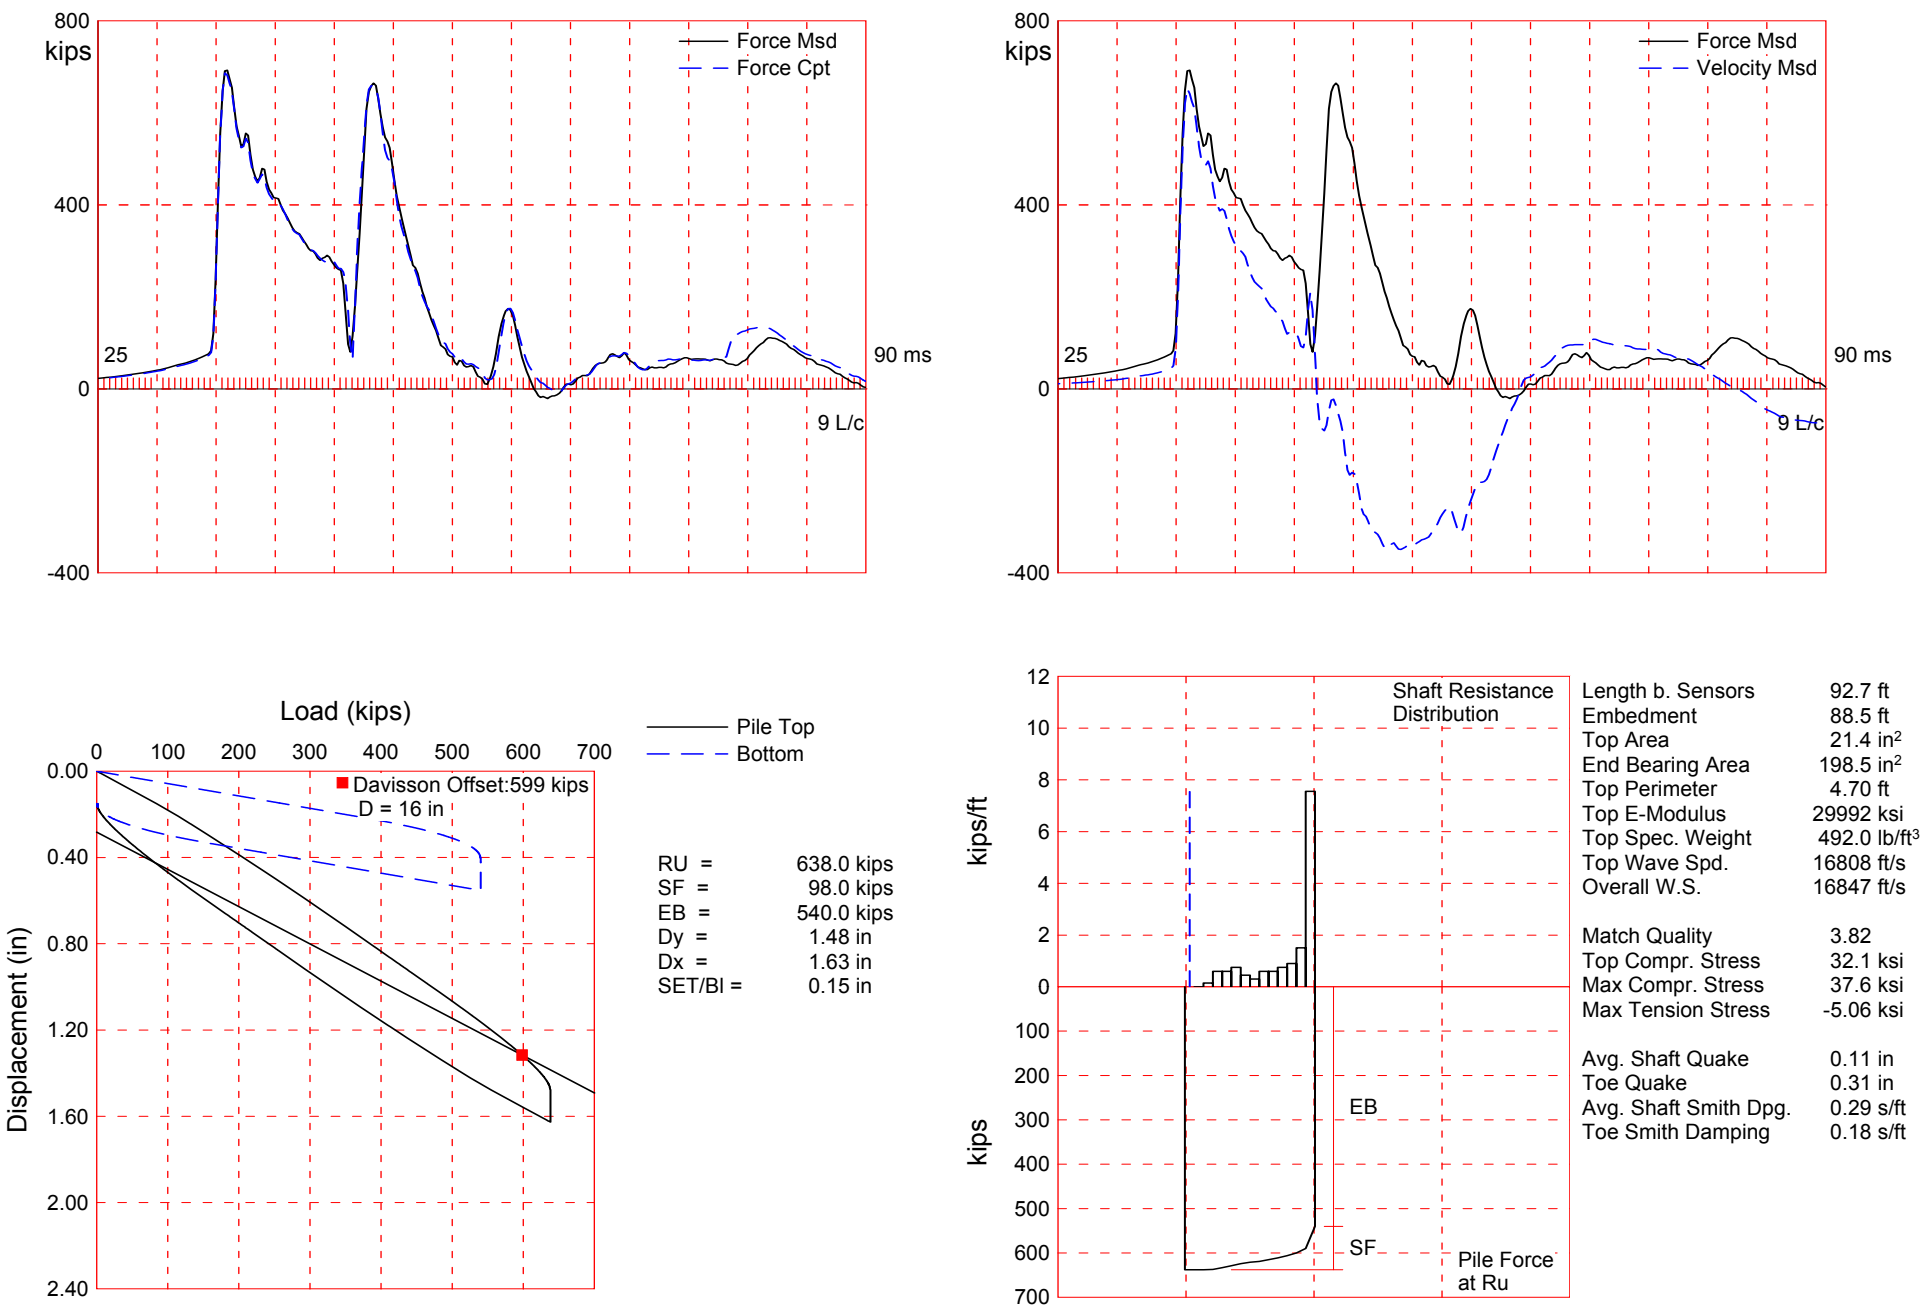 800
kips
400
0
-400
Force Msd
Force Cpt
25
90 ms
9 L/c
800
kips
400
0
-400
Force Msd
Velocity Msd
25
90 ms
9 L/c
Load (kips)
0 100 200 300 400 500 600 700
Displacement (in)
0.00
0.40
0.80
1.20
1.60
2.00
2.40
Davisson Offset:599 kips
D = 16 in
Pile Top
Bottom
RU = 638.0 kips
SF = 98.0 kips
EB = 540.0 kips
Dy = 1.48 in
Dx = 1.63 in
SET/Bl = 0.15 in
kips/ft
12
10
8
6
4
2
0
Shaft Resistance
Distribution
kips
100
200
300
400
500
600
700
EB
SF
Pile Force
at Ru
Length b. Sensors 92.7 ft
Embedment 88.5 ft
Top Area 21.4 in²
End Bearing Area 198.5 in²
Top Perimeter 4.70 ft
Top E-Modulus 29992 ksi
Top Spec. Weight 492.0 lb/ft³
Top Wave Spd. 16808 ft/s
Overall W.S. 16847 ft/s
Match Quality 3.82
Top Compr. Stress 32.1 ksi
Max Compr. Stress 37.6 ksi
Max Tension Stress -5.06 ksi
Avg. Shaft Quake 0.11 in
Toe Quake 0.31 in
Avg. Shaft Smith Dpg. 0.29 s/ft
Toe Smith Damping 0.18 s/ft